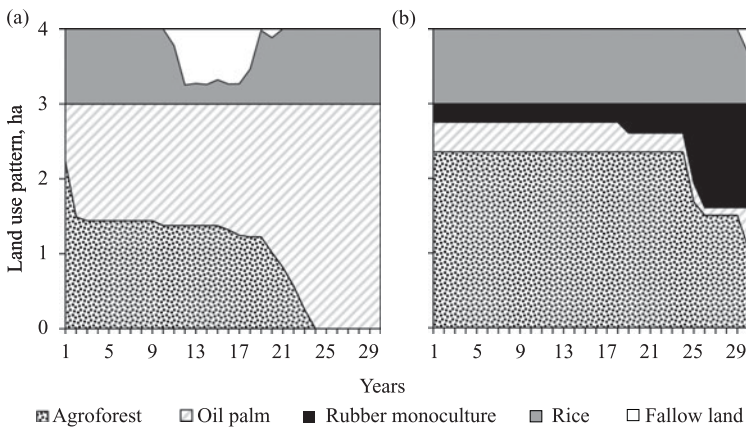 (a)
(b)
Land use pattern, ha
4
3
2
1
0
1 5 9 13 17 21 25 29
1 5 9 13 17 21 25 29
Years
Agroforest Oil palm Rubber monoculture Rice Fallow land